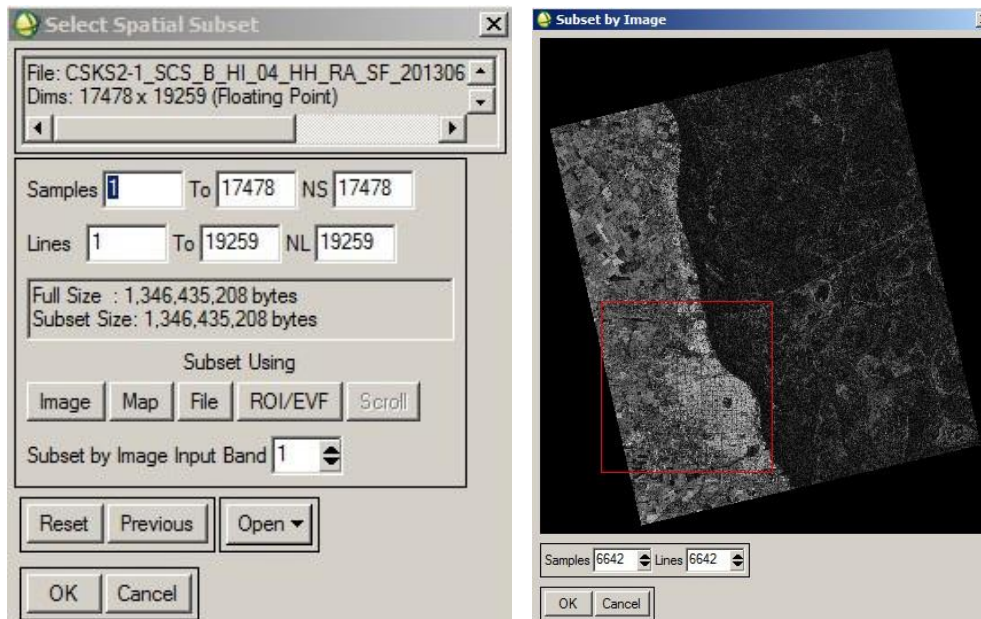 Select Spatial Subset
File: CSKS2-1_SCS_B_HI_04_HH_RA_SF_201306
Dims: 17478 x 19259 (Floating Point)
Samples 1 To 17478 NS 17478
Lines 1 To 19259 NL 19259
Full Size : 1,346,435,208 bytes
Subset Size: 1,346,435,208 bytes
Subset Using
Image Map File ROI/EVF Scroll
Subset by Image Input Band 1
Reset Previous Open
OK Cancel
Subset by Image
Samples 6642 Lines 6642
OK Cancel